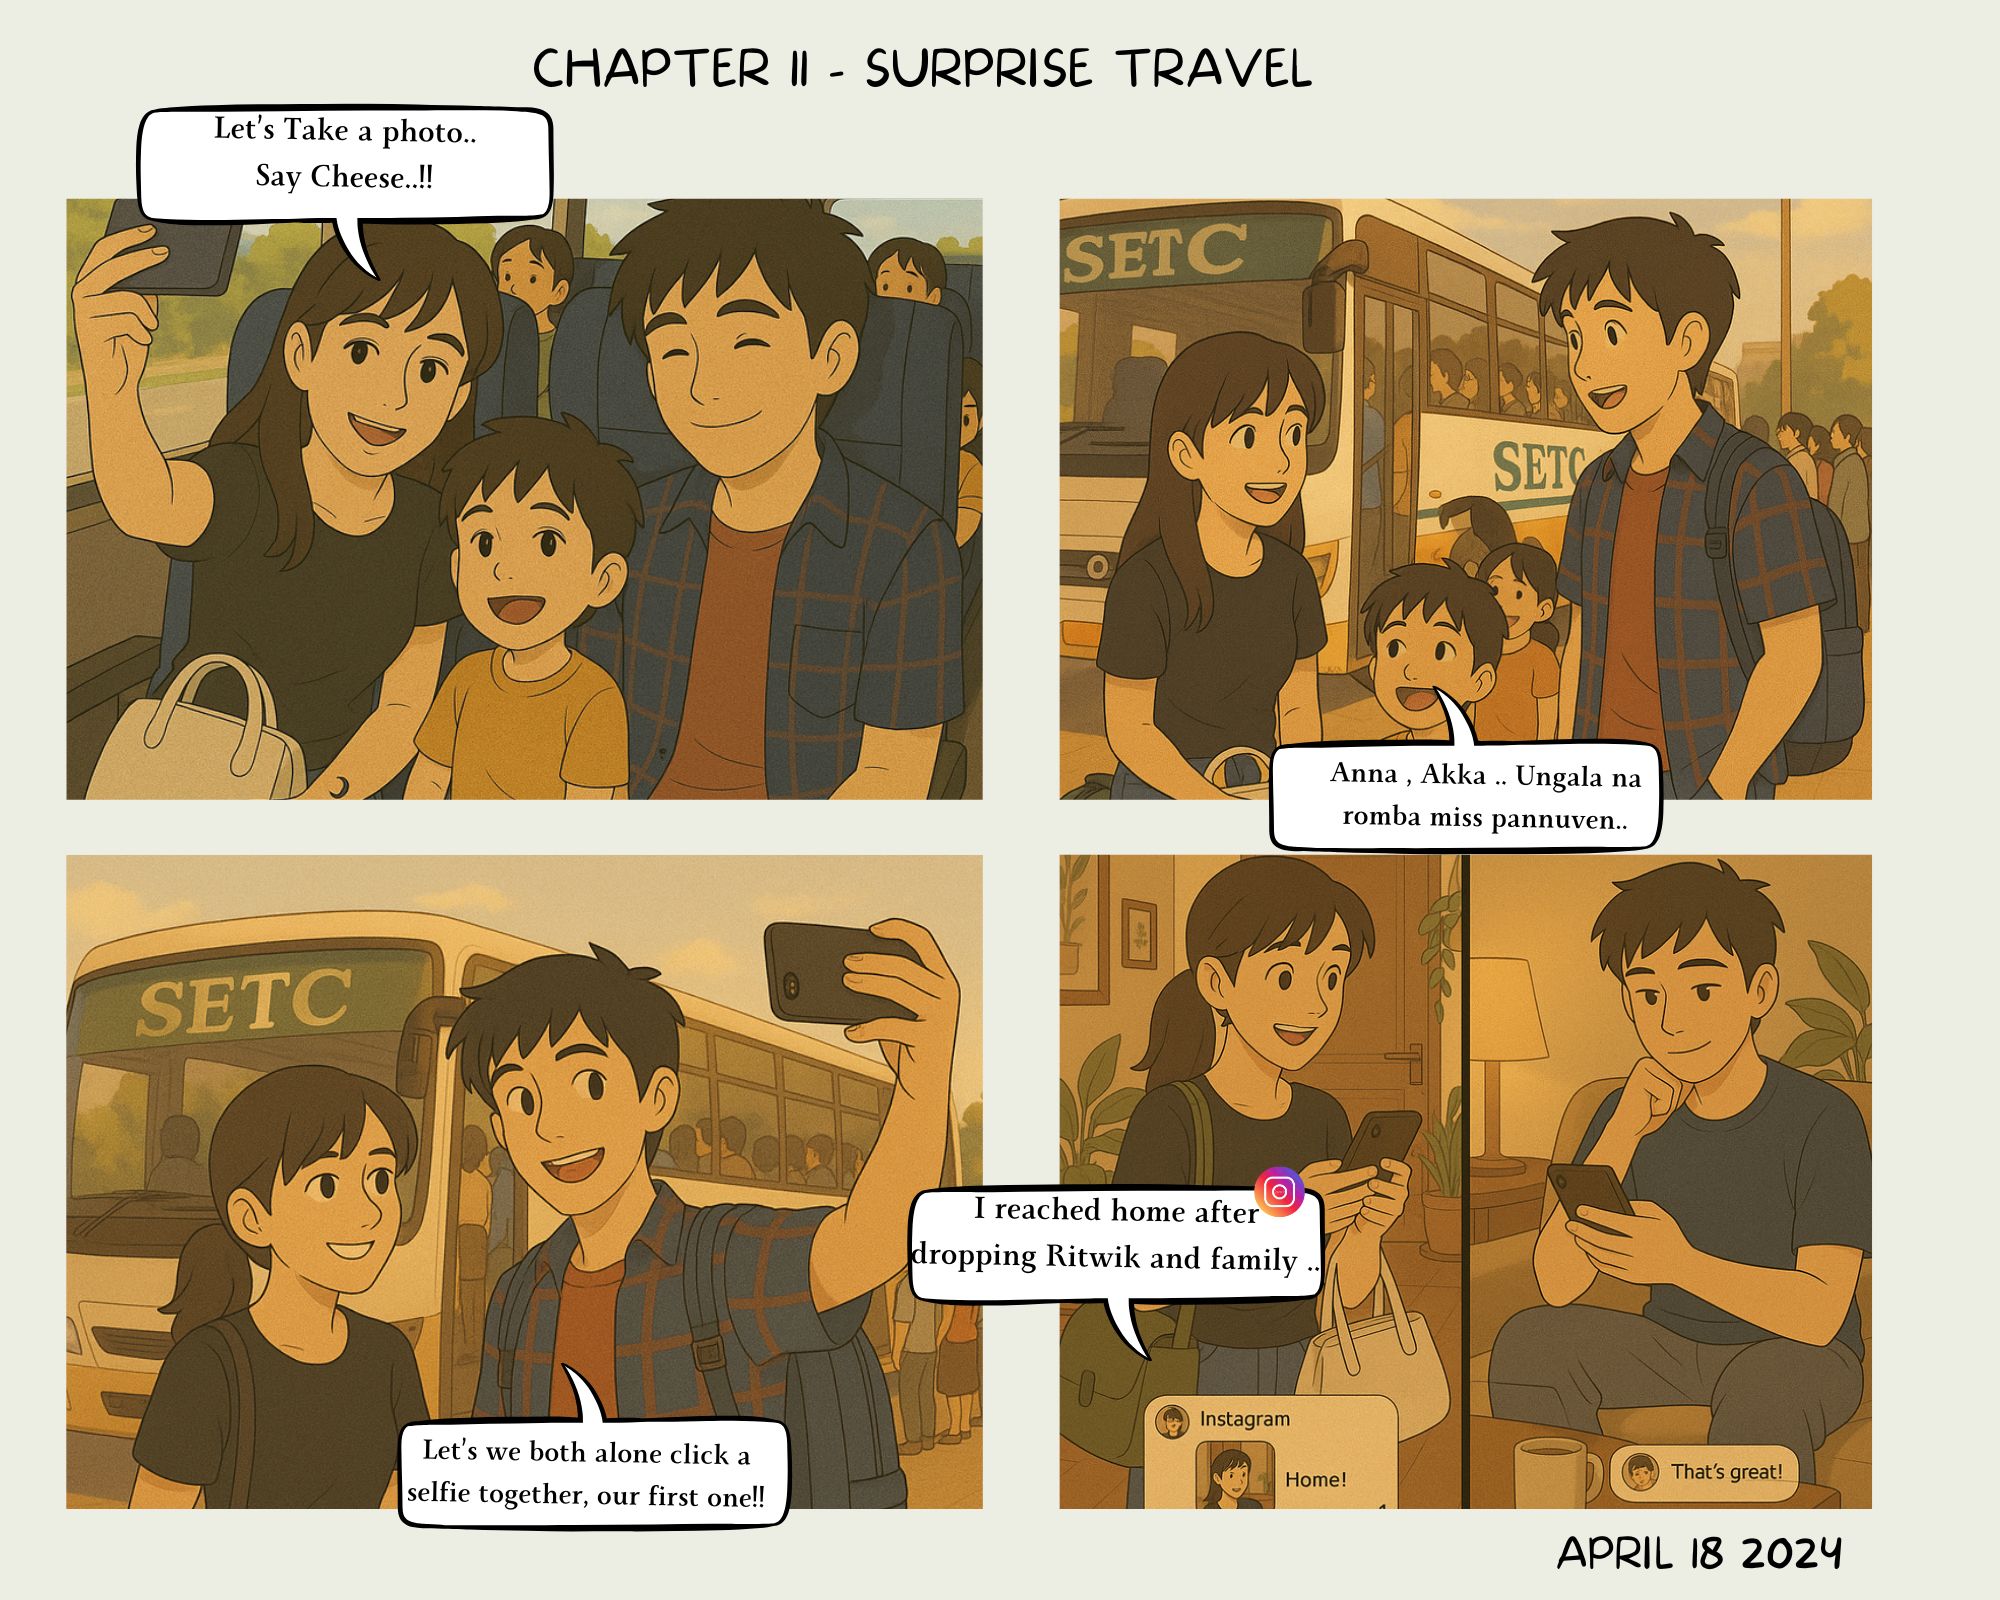 CHAPTER II - SURPRISE TRAVEL
Let's Take a photo..
Say Cheese..!!
SETC
SETC
Anna , Akka .. Ungala na
romba miss pannuven..
SETC
Let's we both alone click a
selfie together, our first one!!
I reached home after
dropping Ritwik and family ..
Instagram
Home!
That's great!
APRIL 18 2024